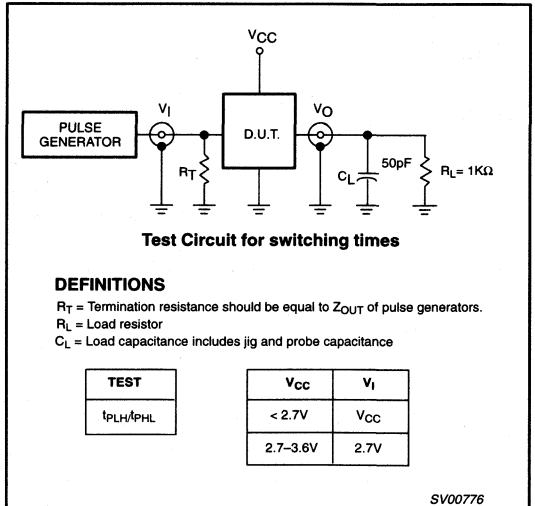 VCC
VI
VO
PULSE
GENERATOR
D.U.T.
RT
50pF
CL
RL= 1KΩ
Test Circuit for switching times
DEFINITIONS
RT = Termination resistance should be equal to ZOUT of pulse generators.
RL = Load resistor
CL = Load capacitance includes jig and probe capacitance
TEST
tPLH/tPHL
VCC VI
< 2.7V VCC
2.7–3.6V 2.7V
SV00776